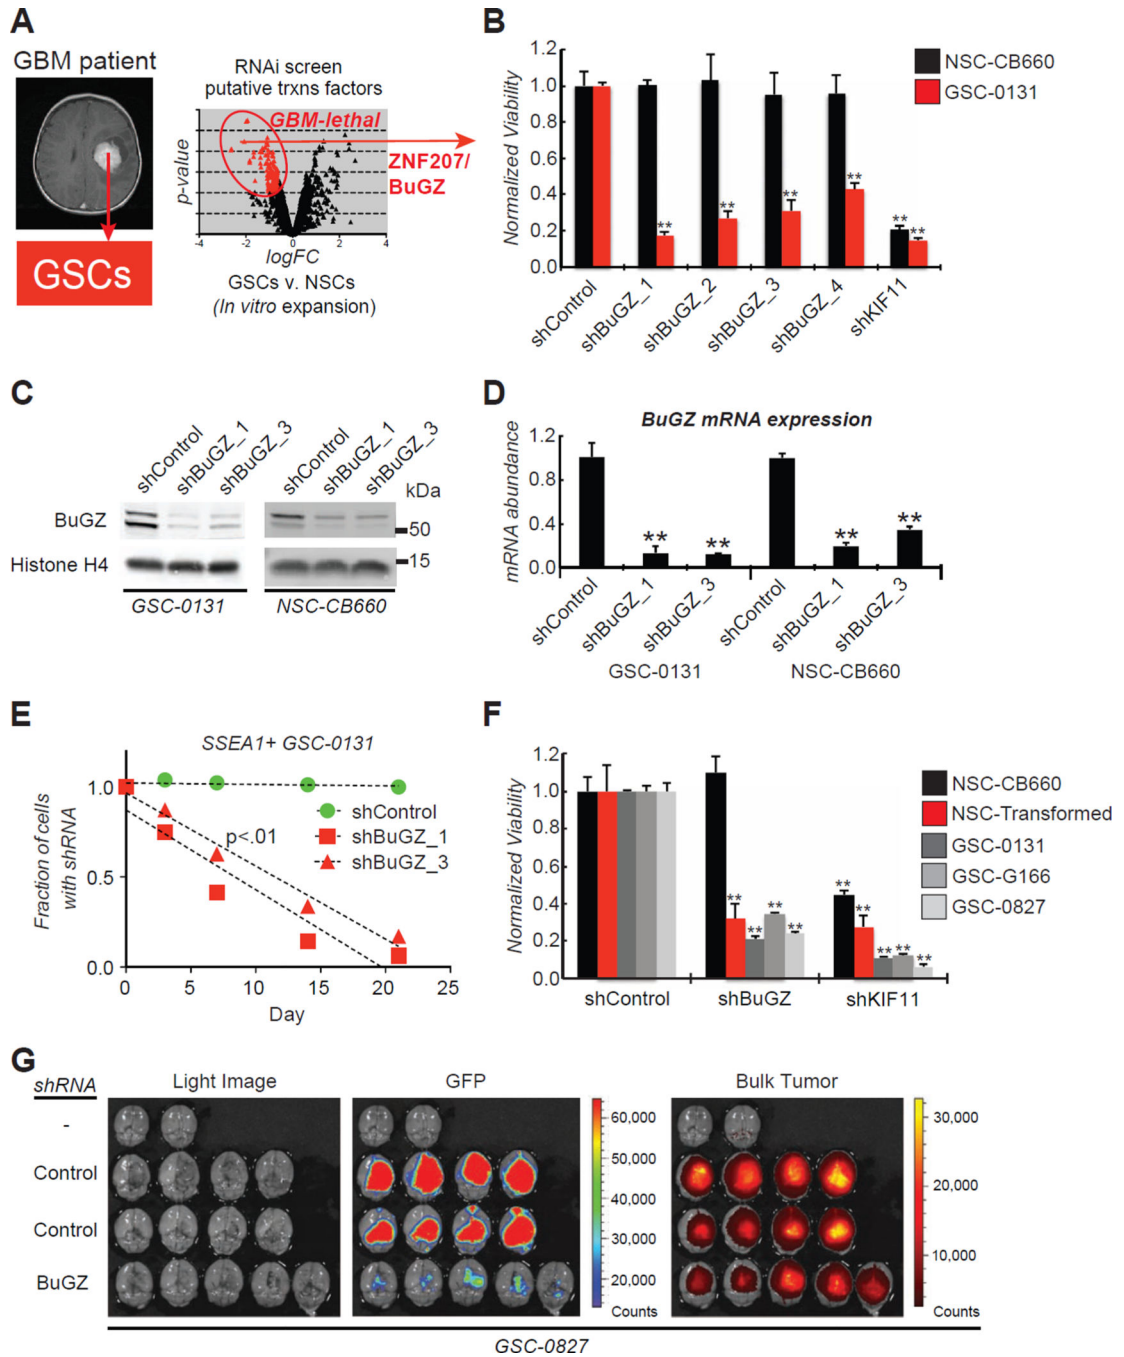 A
GBM patient
GSCs
RNAi screen
putative trxns factors
GBM-lethal
ZNF207/
BuGZ
p-value
-4 -2 0 2 4
logFC
GSCs v. NSCs
(In vitro expansion)
B
Normalized Viability
1.2
1.0
0.8
0.6
0.4
0.2
0.0
** ** ** ** ** **
NSC-CB660
GSC-0131
shControl
shBuGZ_1
shBuGZ_2
shBuGZ_3
shBuGZ_4
shKIF11
C
shControl
shBuGZ_1
shBuGZ_3
shControl
shBuGZ_1
shBuGZ_3
kDa
BuGZ
50
Histone H4
15
GSC-0131
NSC-CB660
D
BuGZ mRNA expression
mRNA abundance
1.2
0.8
0.4
0.0
** ** ** **
shControl
shBuGZ_1
shBuGZ_3
shControl
shBuGZ_1
shBuGZ_3
GSC-0131
NSC-CB660
E
SSEA1+ GSC-0131
Fraction of cells
with shRNA
1.0
0.5
0.0
p<.01
shControl
shBuGZ_1
shBuGZ_3
0 5 10 15 20 25
Day
F
Normalized Viability
1.2
1.0
0.8
0.6
0.4
0.2
0.0
** ** ** ** ** ** ** ** **
shControl
shBuGZ
shKIF11
NSC-CB660
NSC-Transformed
GSC-0131
GSC-G166
GSC-0827
G
shRNA
Light Image
GFP
Bulk Tumor
-
Control
Control
BuGZ
60,000
50,000
40,000
30,000
20,000
Counts
30,000
20,000
10,000
Counts
GSC-0827